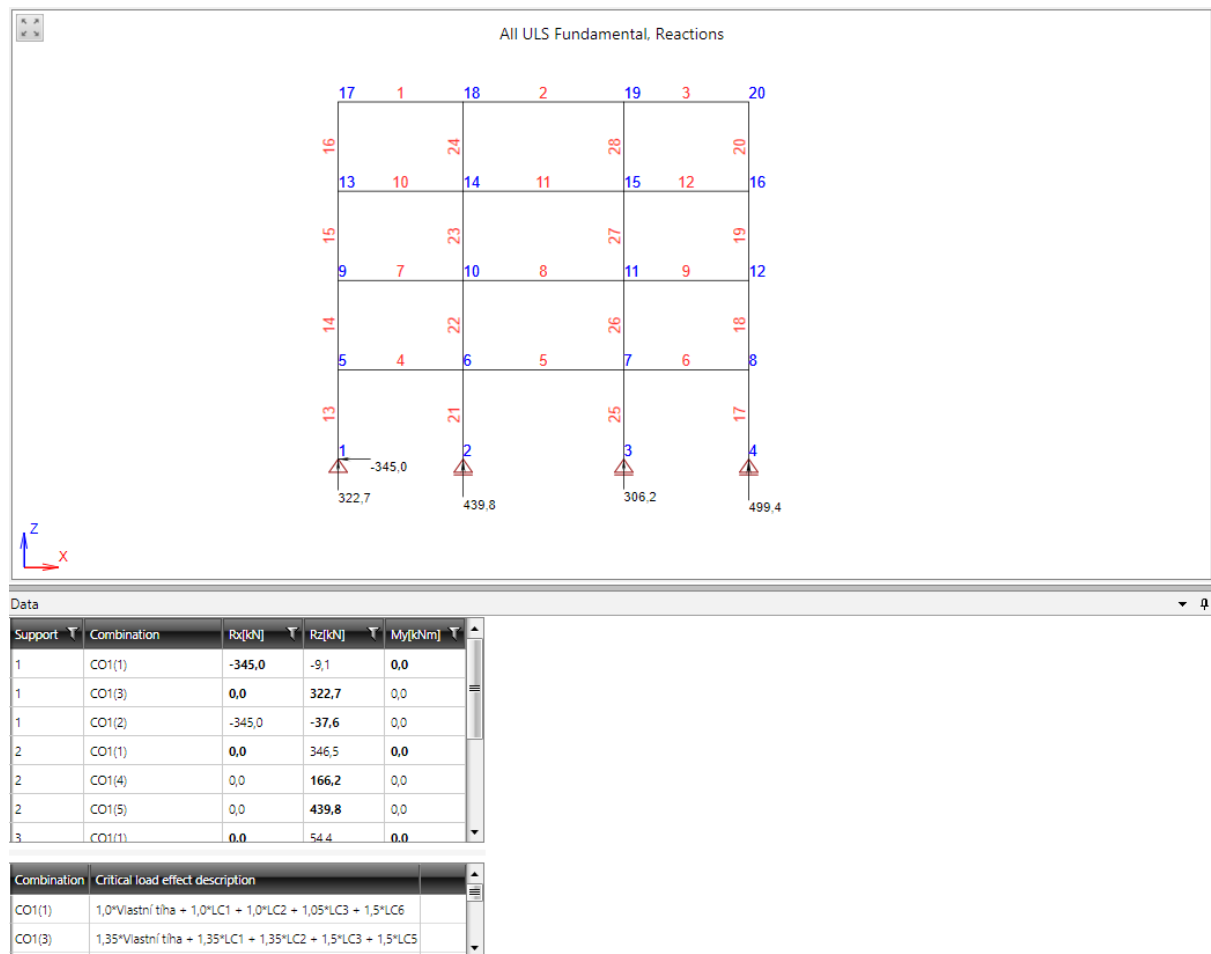 All ULS Fundamental, Reactions
17 1 18 2 19 3 20
16 24 28 20
13 10 14 11 15 12 16
15 23 27 19
9 7 10 8 11 9 12
14 22 26 18
5 4 6 5 7 6 8
13 21 25 17
1 2 3 4
-345,0
322,7 439,8 306,2 499,4
Z
X
Data
Support Combination Rx[kN] Rz[kN] My[kNm]
1 CO1(1) -345,0 -9,1 0,0
1 CO1(3) 0,0 322,7 0,0
1 CO1(2) -345,0 -37,6 0,0
2 CO1(1) 0,0 346,5 0,0
2 CO1(4) 0,0 166,2 0,0
2 CO1(5) 0,0 439,8 0,0
3 CO1(1) 0,0 54,4 0,0
Combination Critical load effect description
CO1(1) 1,0*Vlastní tíha + 1,0*LC1 + 1,0*LC2 + 1,05*LC3 + 1,5*LC6
CO1(3) 1,35*Vlastní tíha + 1,35*LC1 + 1,35*LC2 + 1,5*LC3 + 1,5*LC5